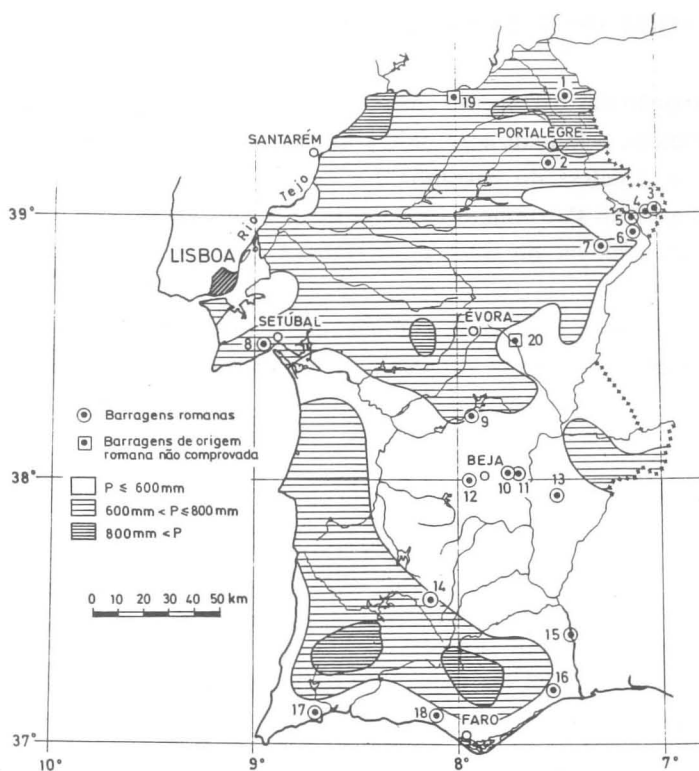 1
19
SANTARÉM
PORTALEGRE
2
Rio Tejo
39°
3
4
5
6
7
LISBOA
SETÚBAL
8
ÉVORA
20
9
Barragens romanas
Barragens de origem
romana não comprovada
P ≤ 600mm
600mm < P ≤ 800mm
800mm < P
0 10 20 30 40 50 km
38°
BEJA
10
11
12
13
14
15
16
17
18
FARO
37°
10° 9° 8° 7°